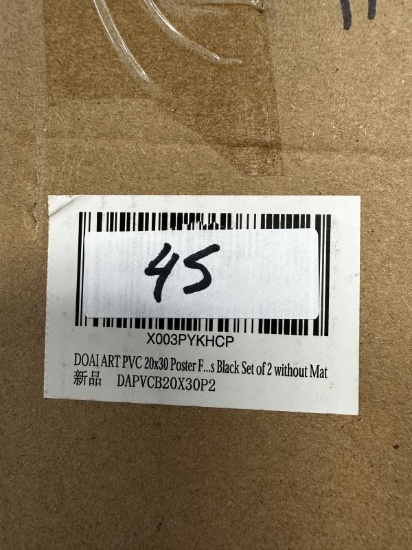 45
X003PYKHCP
DOAI ART PVC 20x30 Poster F...s Black Set of 2 without Mat
新品 DAPVCB20X30P2